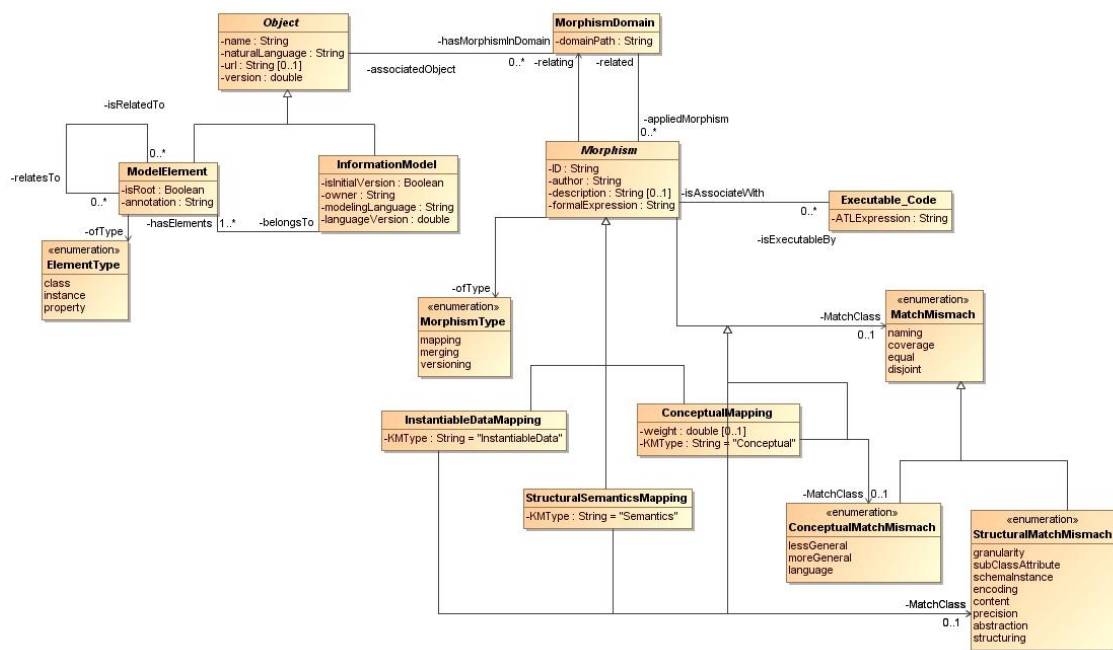 Object
-name : String
-naturalLanguage : String
-url : String [0..1]
-version : double
MorphismDomain
-domainPath : String
-hasMorphismInDomain
-associatedObject
0..*
-relating
-related
-appliedMorphism
0..*
-isRelatedTo
0..*
-relatesTo
0..*
ModelElement
-isRoot : Boolean
-annotation : String
-hasElements
1..*
-belongsTo
InformationModel
-isInitialVersion : Boolean
-owner : String
-modelingLanguage : String
-languageVersion : double
-ofType
«enumeration»
ElementType
class
instance
property
Morphism
-ID : String
-author : String
-description : String [0..1]
-formalExpression : String
-isAssociateWith
0..*
-isExecutableBy
Executable_Code
-ATLExpression : String
-ofType
«enumeration»
MorphismType
mapping
merging
versioning
-MatchClass
0..1
«enumeration»
MatchMismach
naming
coverage
equal
disjoint
InstantiableDataMapping
-KMType : String = "InstantiableData"
ConceptualMapping
-weight : double [0..1]
-KMType : String = "Conceptual"
StructuralSemanticsMapping
-KMType : String = "Semantics"
-MatchClass
0..1
«enumeration»
ConceptualMatchMismach
lessGeneral
moreGeneral
language
«enumeration»
StructuralMatchMismach
granularity
subClassAttribute
schemaInstance
encoding
content
precision
abstraction
structuring
-MatchClass
0..1